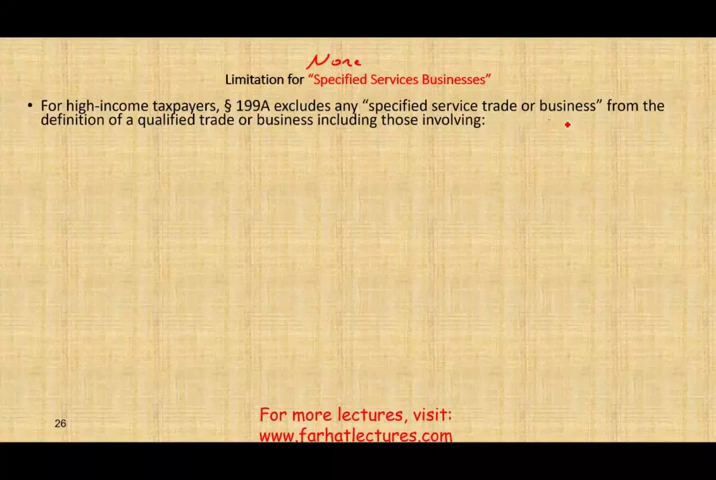 None
Limitation for “Specified Services Businesses”
• For high-income taxpayers, § 199A excludes any “specified service trade or business” from the
definition of a qualified trade or business including those involving:
For more lectures, visit:
26
www.farhatlectures.com